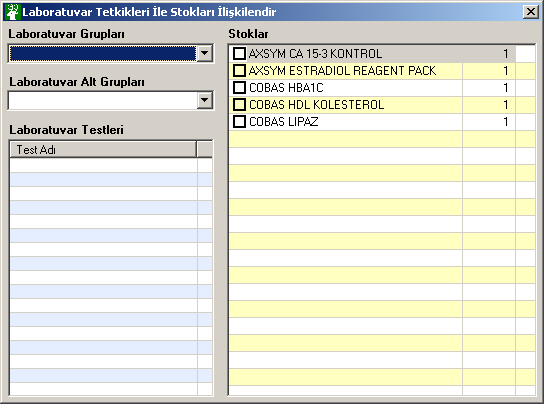 Laboratuvar Tetkikleri İle Stokları İlişkilendir
Laboratuvar Grupları
Laboratuvar Alt Grupları
Laboratuvar Testleri
Test Adı
Stoklar
AXSYM CA 15-3 KONTROL 1
AXSYM ESTRADIOL REAGENT PACK 1
COBAS HBA1C 1
COBAS HDL KOLESTEROL 1
COBAS LIPAZ 1